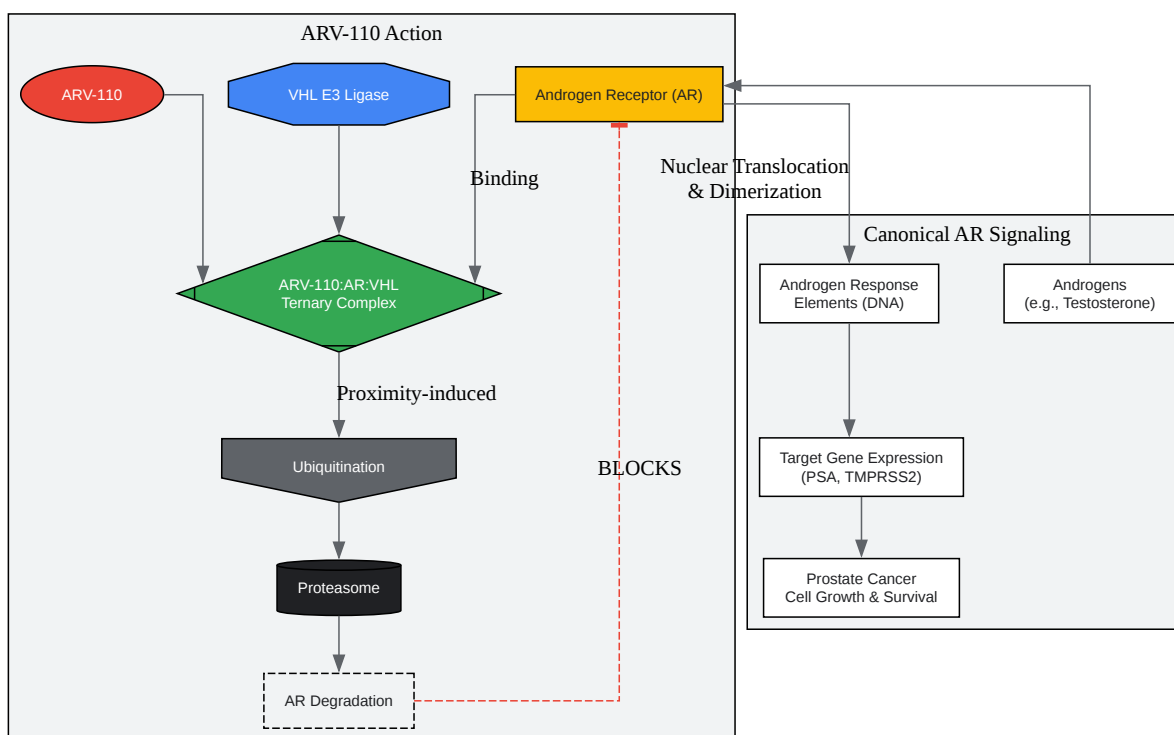 ARV-110 Action
ARV-110
VHL E3 Ligase
Androgen Receptor (AR)
Binding
Nuclear Translocation
& Dimerization
Canonical AR Signaling
ARV-110:AR:VHL
Ternary Complex
Androgen Response
Elements (DNA)
Androgens
(e.g., Testosterone)
Proximity-induced
Ubiquitination
BLOCKS
Target Gene Expression
(PSA, TMPRSS2)
Proteasome
Prostate Cancer
Cell Growth & Survival
AR Degradation